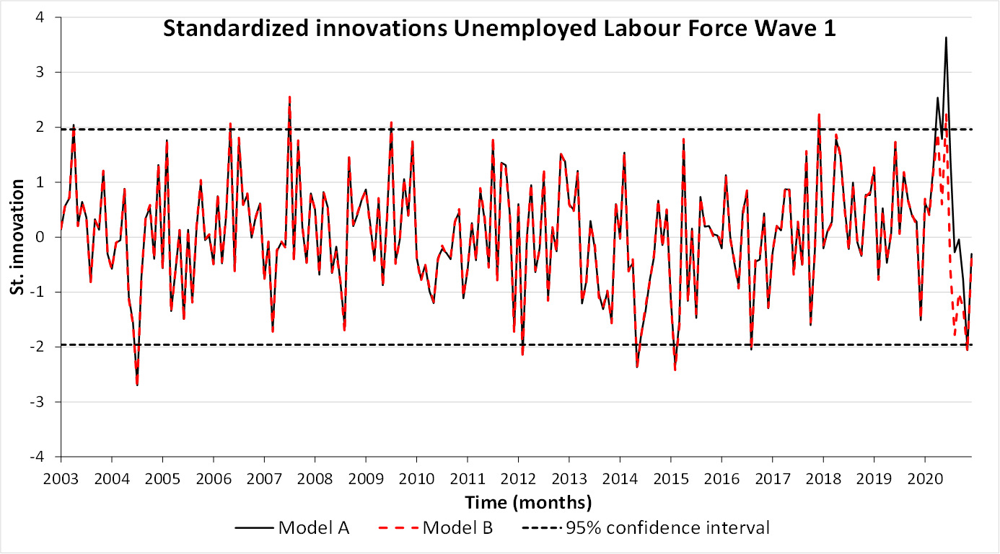 Standardized innovations Unemployed Labour Force Wave 1
4
3
2
1
0
-1
-2
-3
-4
St. innovation
2003 2004 2005 2006 2007 2008 2009 2010 2011 2012 2013 2014 2015 2016 2017 2018 2019 2020
Time (months)
Model A Model B 95% confidence interval